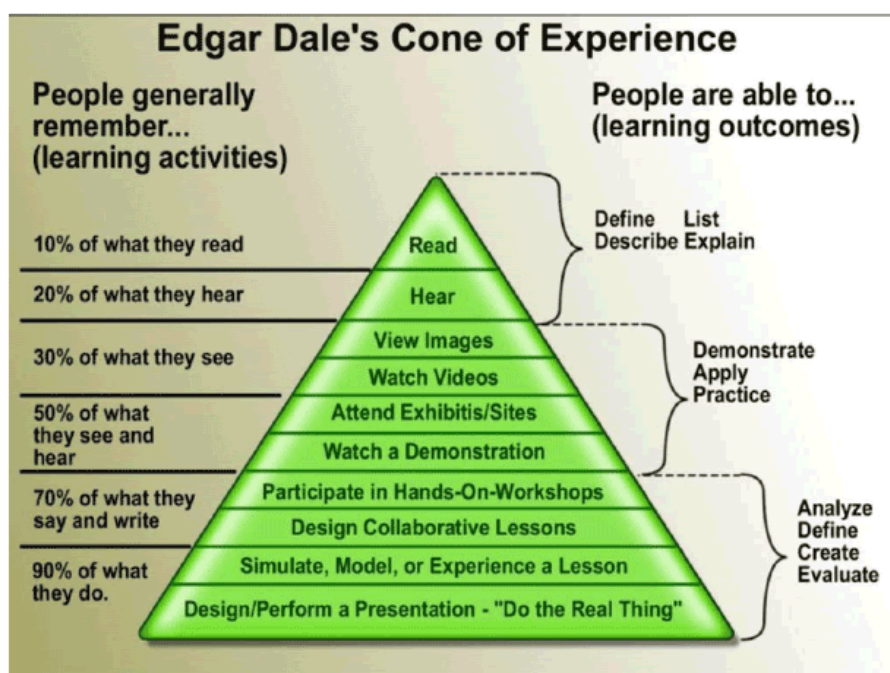 Edgar Dale's Cone of Experience
People generally
remember...
(learning activities)
People are able to...
(learning outcomes)
10% of what they read
20% of what they hear
30% of what they see
50% of what
they see and
hear
70% of what they
say and write
90% of what
they do.
Read
Hear
View Images
Watch Videos
Attend Exhibitis/Sites
Watch a Demonstration
Participate in Hands-On-Workshops
Design Collaborative Lessons
Simulate, Model, or Experience a Lesson
Design/Perform a Presentation - "Do the Real Thing"
Define List
Describe Explain
Demonstrate
Apply
Practice
Analyze
Define
Create
Evaluate